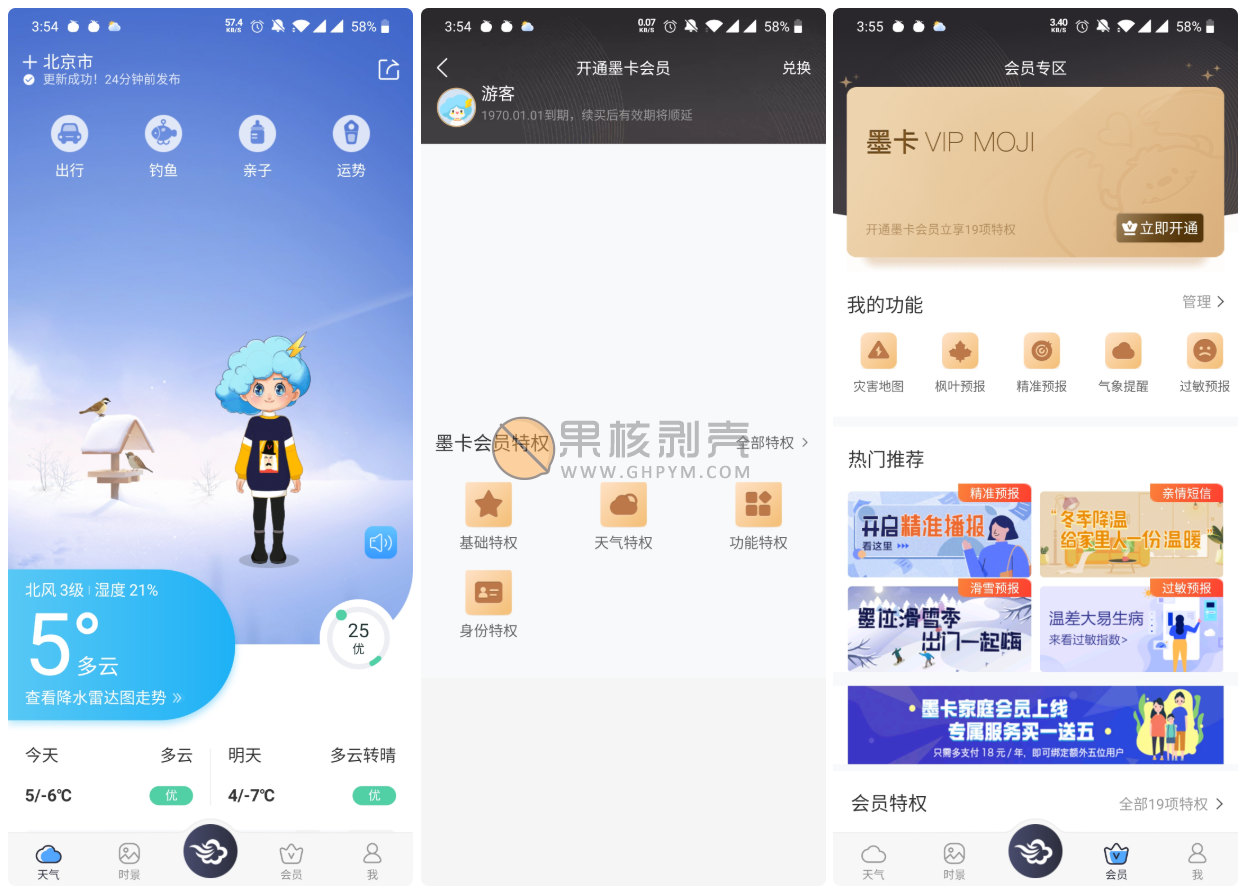 3:54
57.4
KB/S
58%
北京市
更新成功！24分钟前发布
出行
钓鱼
亲子
运势
北风 3级
湿度 21%
5°
多云
查看降水雷达图走势
25
优
今天
多云
明天
多云转晴
5/-6℃
优
4/-7℃
优
天气
时景
会员
我
3:54
0.07
KB/S
58%
开通墨卡会员
兑换
游客
1970.01.01到期，续买后有效期将顺延
墨卡会员特权
全部特权
果核剥壳
WWW.GHPYM.COM
基础特权
天气特权
功能特权
身份特权
3:55
3.40
KB/S
58%
会员专区
墨卡 VIP MOJI
开通墨卡会员立享19项特权
立即开通
我的功能
管理
灾害地图
枫叶预报
精准预报
气象提醒
过敏预报
热门推荐
精准预报
开启精准播报
看这里
亲情短信
“冬季降温
给家里人一份温暖”
滑雪预报
墨迹滑雪季
出门一起嗨
过敏预报
温差大易生病
来看过敏指数>
墨卡家庭会员上线
专属服务买一送五
只需多支付18元/年，即可绑定额外五位用户
会员特权
全部19项特权
天气
时景
会员
我